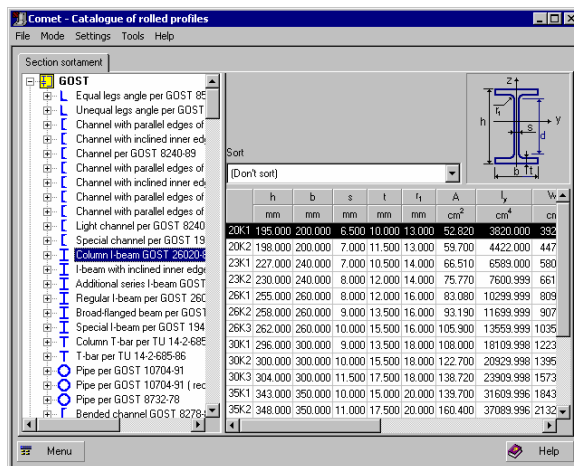 Comet - Catalogue of rolled profiles
File Mode Settings Tools Help
Section sortament
GOST
Equal legs angle per GOST 85
Unequal legs angle per GOST
Channel with parallel edges of
Channel with inclined inner ed
Channel per GOST 8240-89
Channel with parallel edges of
Channel with inclined inner ed
Channel with parallel edges of
Channel with parallel edges of
Light channel per GOST 8240
Special channel per GOST 19
Column I-beam GOST 26020-8
I-beam with inclined inner edge
Additional series I-beam GOST
Regular I-beam per GOST 260
Broad-flanged beam per GOST
Special I-beam per GOST 194
Column T-bar per TU 14-2-685
T-bar per TU 14-2-685-86
Pipe per GOST 10704-91
Pipe per GOST 10704-91 ( rec
Pipe per GOST 8732-78
Bended channel GOST 8278-
z
r1
h s d y
b t
Sort
(Don't sort)
h b s t r1 A Iy W
mm mm mm mm mm cm2 cm4 cn
20K1 195.000 200.000 6.500 10.000 13.000 52.820 3820.000 392
20K2 198.000 200.000 7.000 11.500 13.000 59.700 4422.000 447
23K1 227.000 240.000 7.000 10.500 14.000 66.510 6589.000 580
23K2 230.000 240.000 8.000 12.000 14.000 75.770 7600.999 661
26K1 255.000 260.000 8.000 12.000 16.000 83.080 10299.999 809
26K2 258.000 260.000 9.000 13.500 16.000 93.190 11699.999 907
26K3 262.000 260.000 10.000 15.500 16.000 105.900 13559.999 1035
30K1 296.000 300.000 9.000 13.500 18.000 108.000 18109.998 1223
30K2 300.000 300.000 10.000 15.500 18.000 122.700 20929.998 1395
30K3 304.000 300.000 11.500 17.500 18.000 138.720 23909.998 1573
35K1 343.000 350.000 10.000 15.000 20.000 139.700 31609.996 1843
35K2 348.000 350.000 11.000 17.500 20.000 160.400 37089.996 2132
Menu
Help